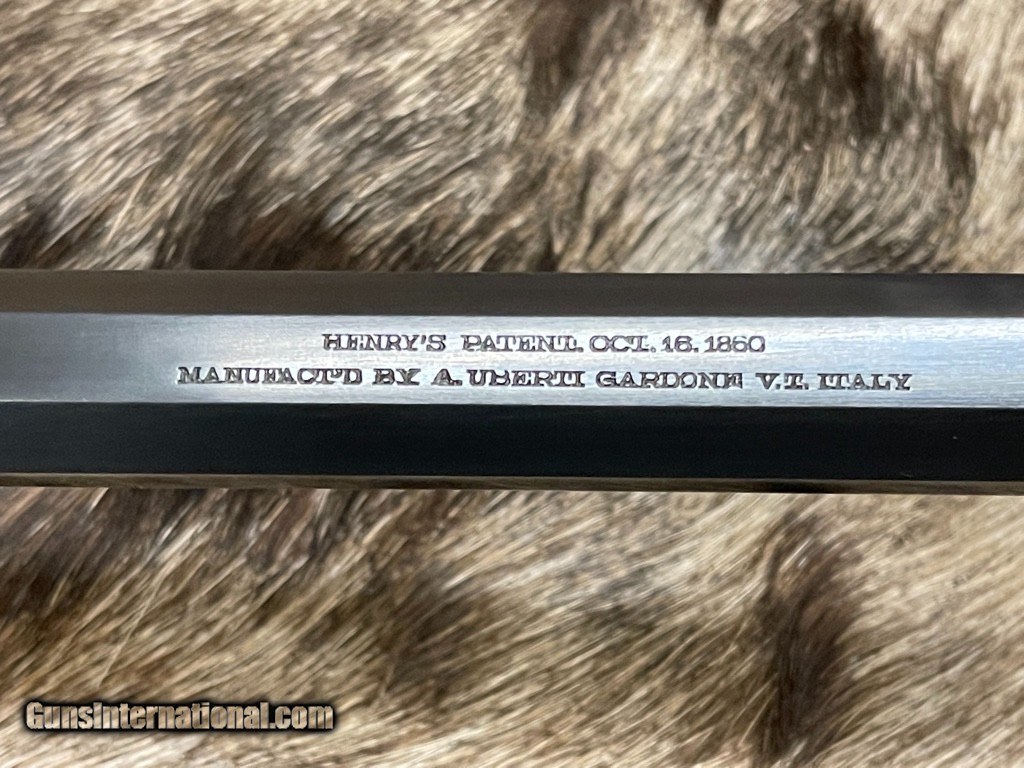 HENRY'S PATENT. OCT. 16. 1860
MANUFACT'D BY A. UBERTI GARDONE V.T. ITALY
GunsInternational.com